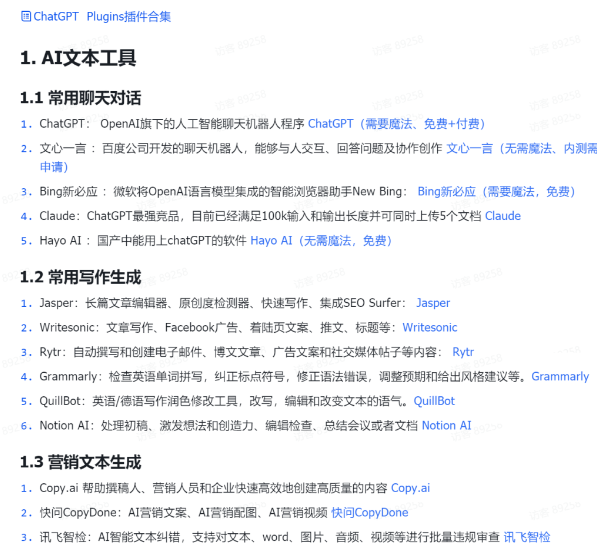 ChatGPT Plugins插件合集
1. AI文本工具
1.1 常用聊天对话
1. ChatGPT： OpenAI旗下的人工智能聊天机器人程序 ChatGPT（需要魔法、免费+付费）
2. 文心一言 ：百度公司开发的聊天机器人，能够与人交互、回答问题及协作创作 文心一言（无需魔法、内测需
申请）
3. Bing新必应 ：微软将OpenAI语言模型集成的智能浏览器助手New Bing： Bing新必应（需要魔法，免费）
4. Claude：ChatGPT最强竞品，目前已经满足100k输入和输出长度并可同时上传5个文档 Claude
5. Hayo AI ：国产中能用上chatGPT的软件 Hayo AI（无需魔法，免费）
1.2 常用写作生成
1. Jasper：长篇文章编辑器、原创度检测器、快速写作、集成SEO Surfer： Jasper
2. Writesonic：文章写作、Facebook广告、着陆页文案、推文、标题等：Writesonic
3. Rytr：自动撰写和创建电子邮件、博文文章、广告文案和社交媒体帖子等内容： Rytr
4. Grammarly：检查英语单词拼写，纠正标点符号，修正语法错误，调整预期和给出风格建议等。Grammarly
5. QuillBot：英语/德语写作润色修改工具，改写，编辑和改变文本的语气。QuillBot
6. Notion AI：处理初稿、激发想法和创造力、编辑检查、总结会议或者文档 Notion AI
1.3 营销文本生成
1. Copy.ai 帮助撰稿人、营销人员和企业快速高效地创建高质量的内容 Copy.ai
2. 快问CopyDone：AI营销文案、AI营销配图、AI营销视频 快问CopyDone
3. 讯飞智检：AI智能文本纠错，支持对文本、word、图片、音频、视频等进行批量违规审查 讯飞智检